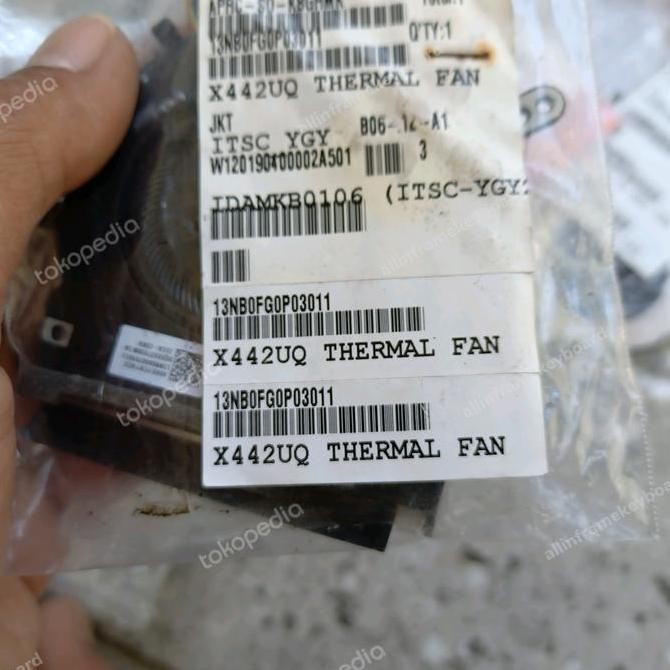 13NB0FG0P03011
Q'TY:1
X442UQ THERMAL FAN
JKT
ITSC YGY
W120190400002A501
3
IDAMKB0106 (ITSC-YGY
13NB0FG0P03011
X442UQ THERMAL FAN
13NB0FG0P03011
X442UQ THERMAL FAN
tokopedia
tokopedia
tokopedia
tokopedia